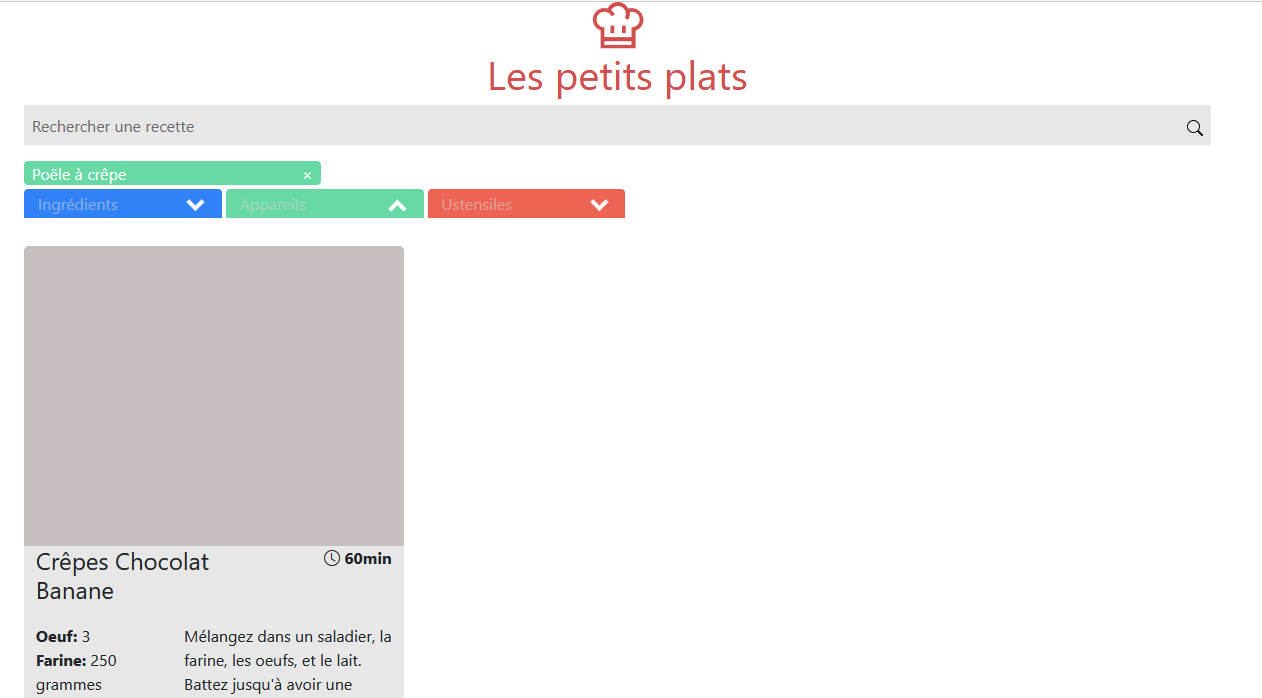 Les petits plats
Rechercher une recette
Poële à crêpe ×
Ingrédients
Appareils
Ustensiles
Crêpes Chocolat
Banane
60min
Oeuf: 3
Farine: 250
grammes
Mélangez dans un saladier, la
farine, les oeufs, et le lait.
Battez jusqu'à avoir une